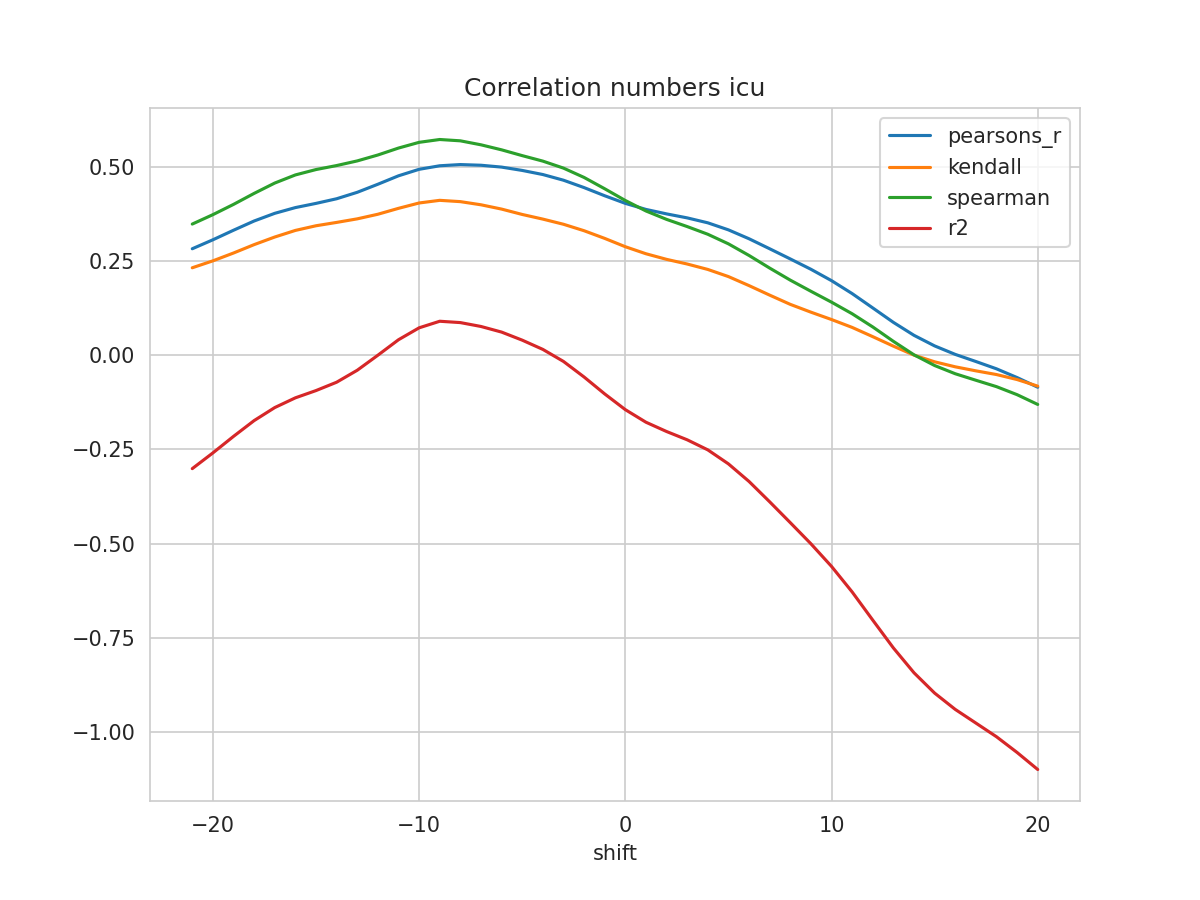 Correlation numbers icu
pearsons_r
kendall
spearman
r2
0.50
0.25
0.00
−0.25
−0.50
−0.75
−1.00
−20 −10 0 10 20
shift